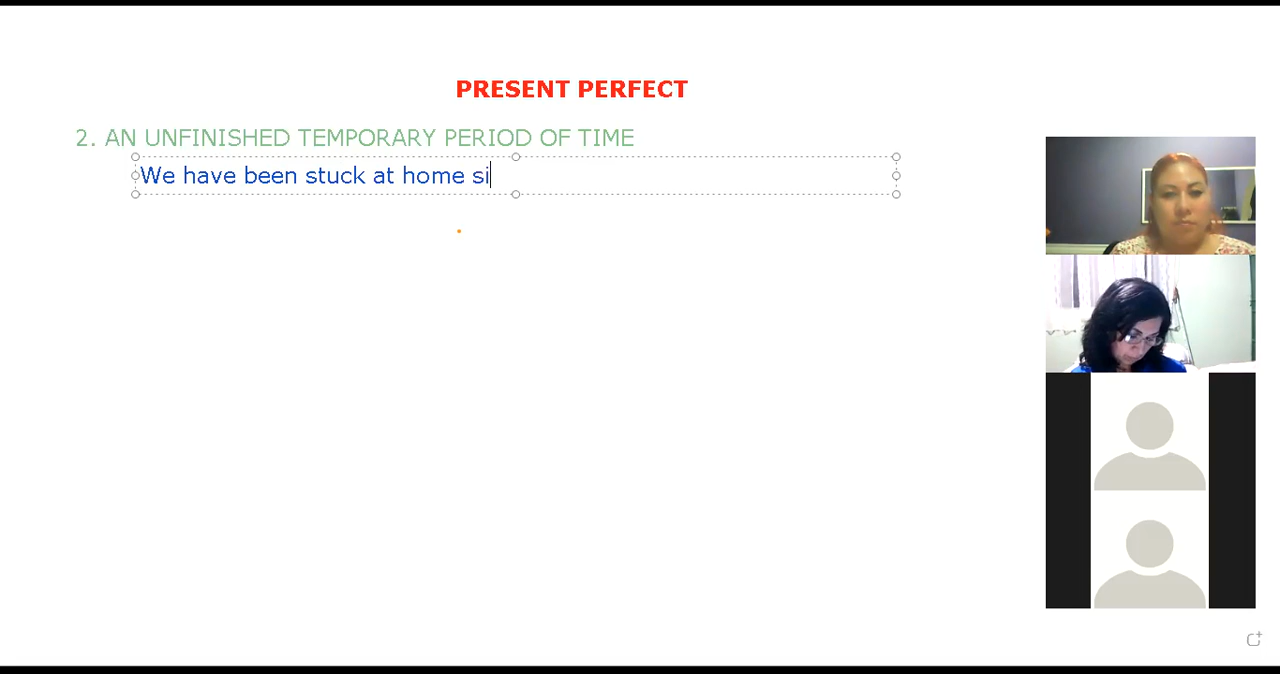 PRESENT PERFECT
2. AN UNFINISHED TEMPORARY PERIOD OF TIME
We have been stuck at home si